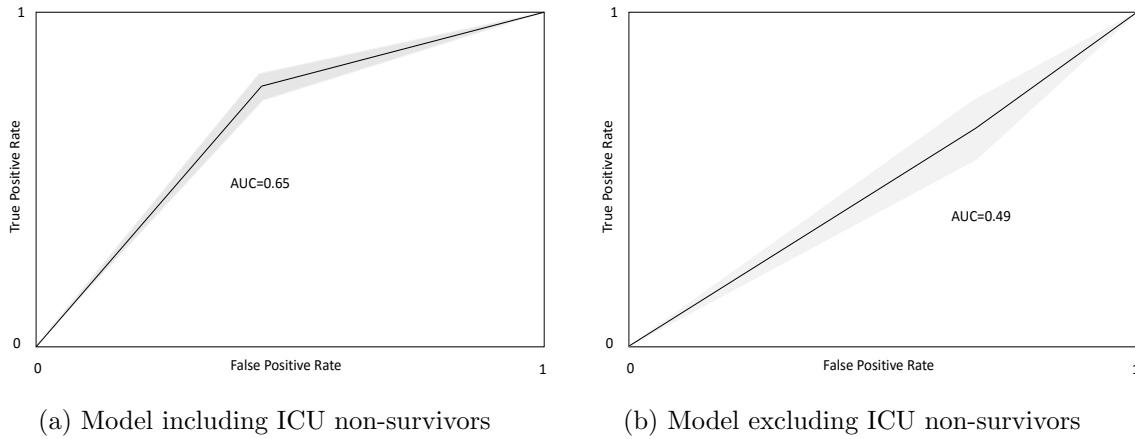 1
True Positive Rate
AUC=0.65
0
0
False Positive Rate
1
(a) Model including ICU non-survivors
1
True Positive Rate
AUC=0.49
0
0
False Positive Rate
1
(b) Model excluding ICU non-survivors